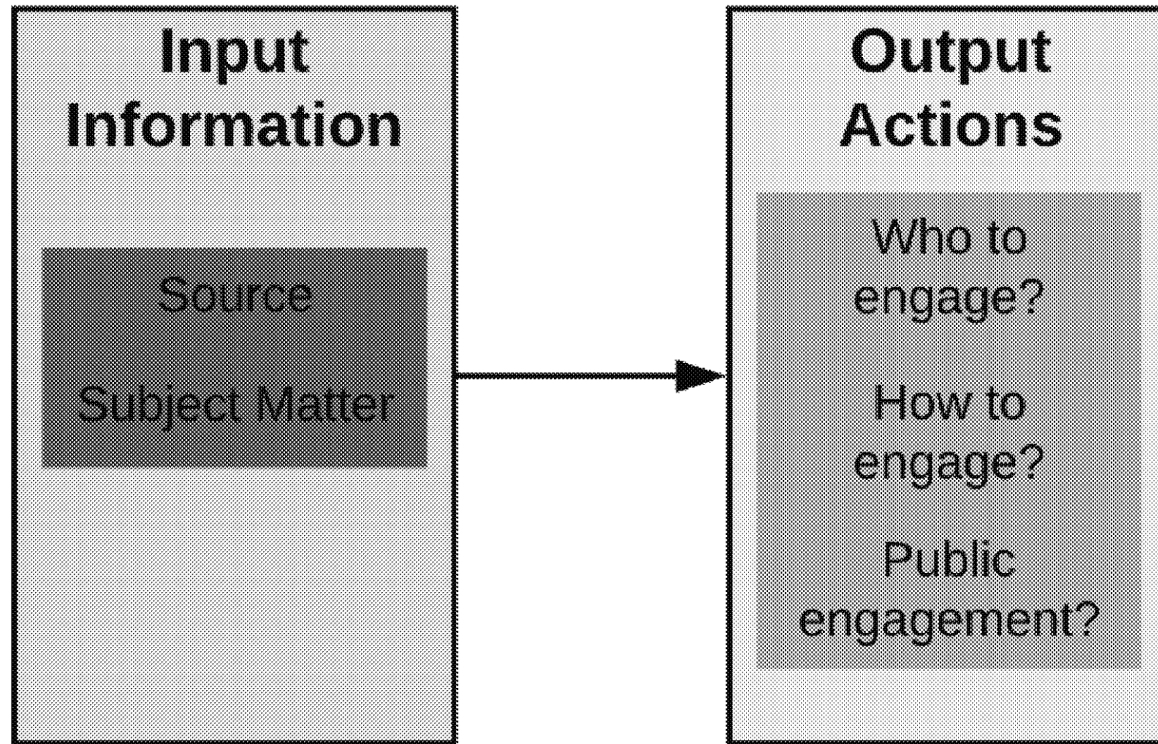 Input
Information
Source
Subject Matter
Output
Actions
Who to
engage?
How to
engage?
Public
engagement?